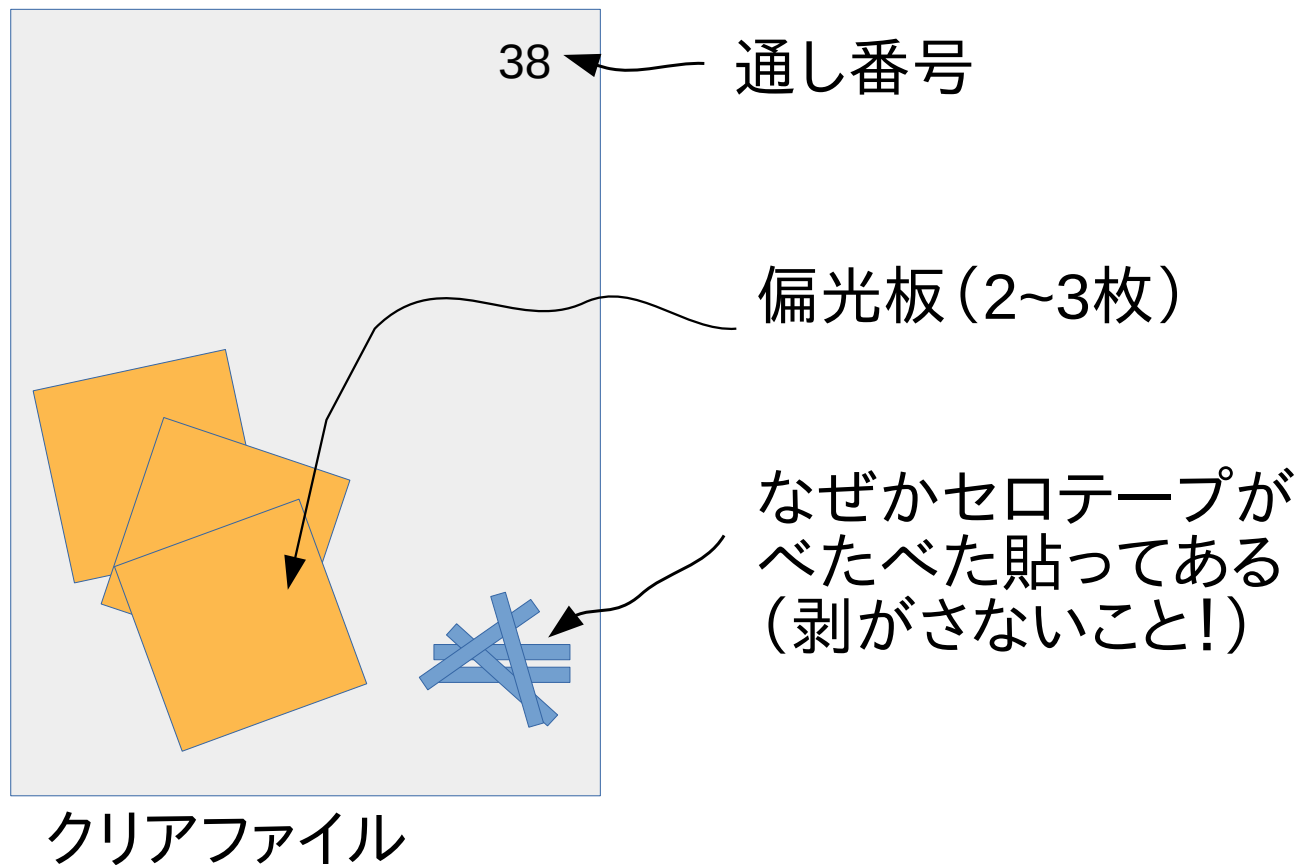 38
通し番号
偏光板（2~3枚）
なぜかセロテープが
べたべた貼ってある
（剥がさないこと！）
クリアファイル